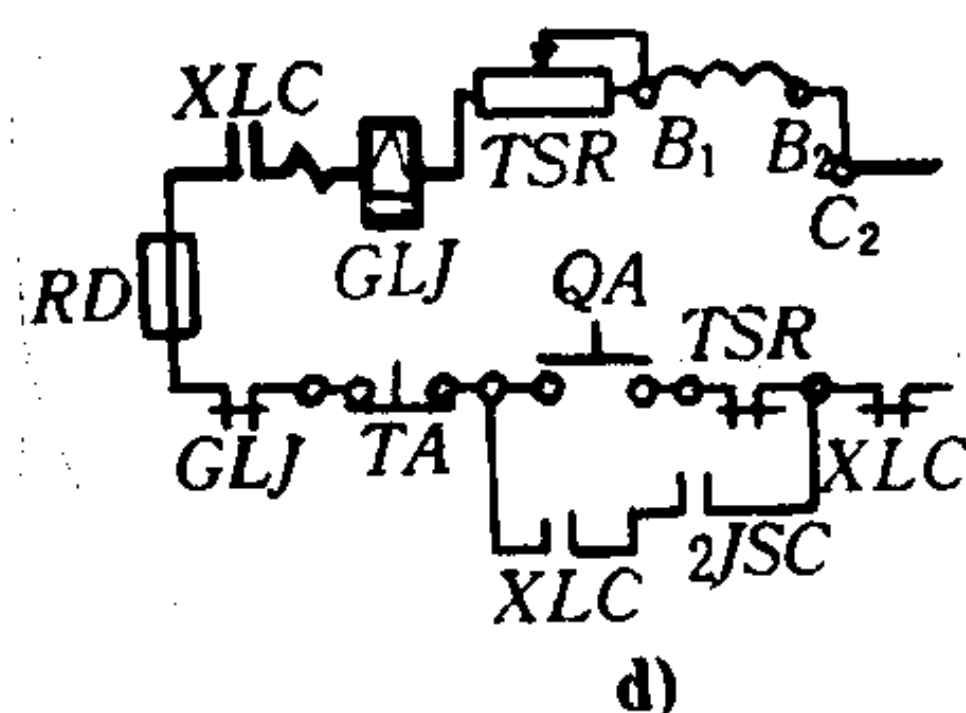 XLC
TSR
B₁
B₂
C₂
GLJ
RD
QA
TSR
GLJ
TA
XLC
XLC
2JSC
d)